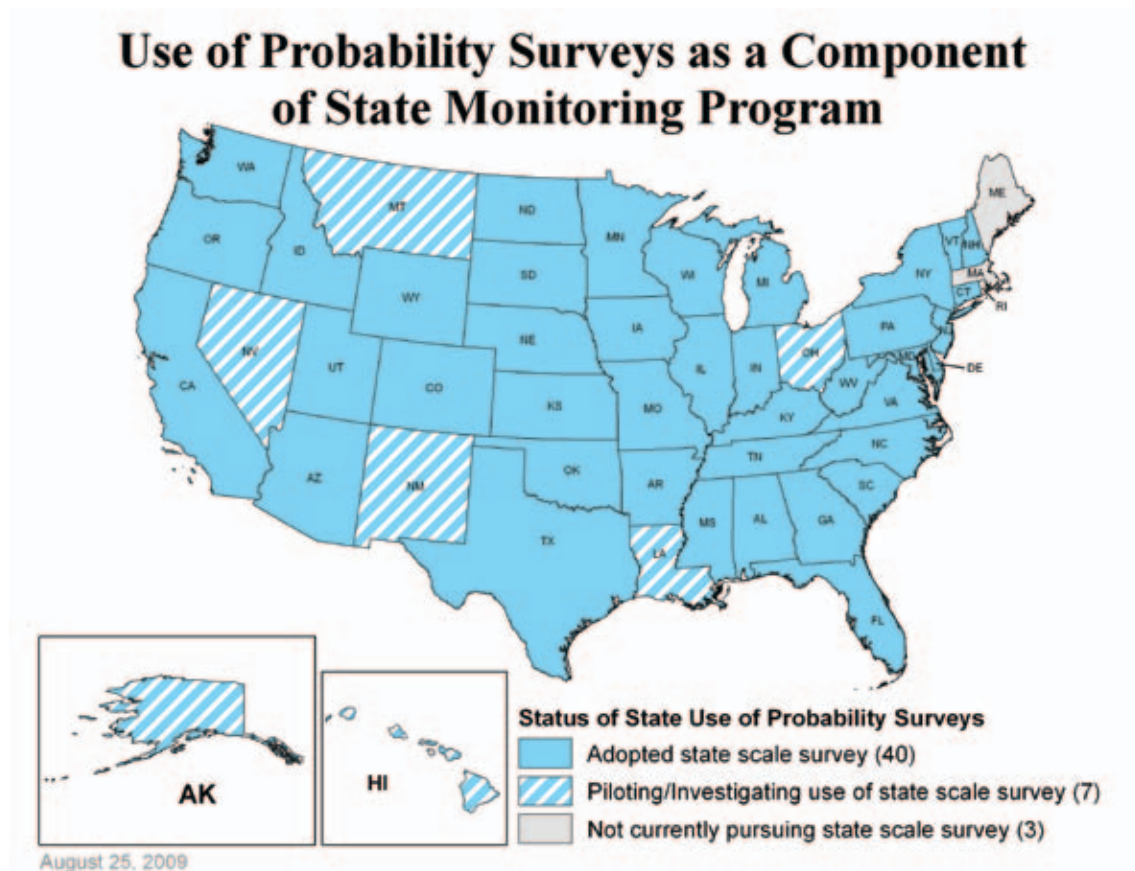 Use of Probability Surveys as a Component
of State Monitoring Program
WA
MT
ND
MN
ME
OR
ID
SD
WI
MI
NY
VT
NH
MA
CT
RI
WY
IA
PA
NJ
NV
NE
OH
MD
DE
UT
IL
IN
WV
CA
CO
KS
MO
KY
VA
NC
TN
AZ
NM
OK
AR
SC
MS
AL
GA
TX
LA
FL
AK
HI
Status of State Use of Probability Surveys
Adopted state scale survey (40)
Piloting/Investigating use of state scale survey (7)
Not currently pursuing state scale survey (3)
August 25, 2009